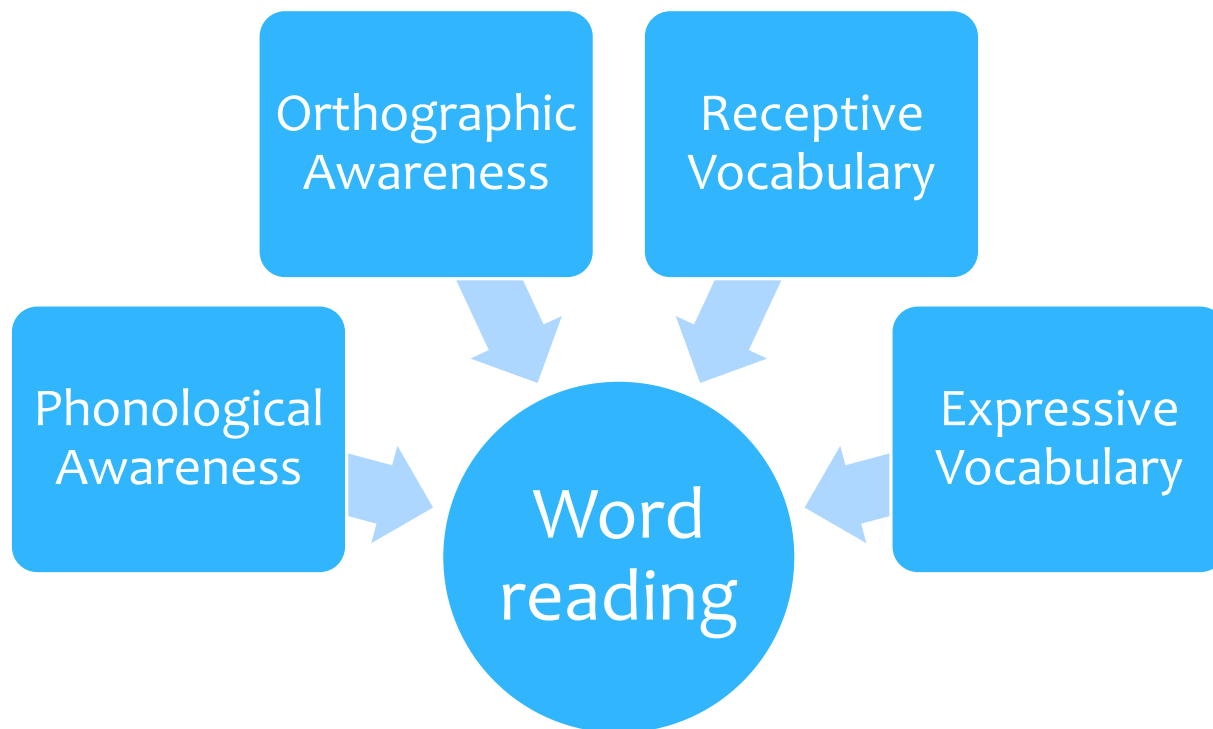 Orthographic
Awareness
Receptive
Vocabulary
Phonological
Awareness
Expressive
Vocabulary
Word
reading